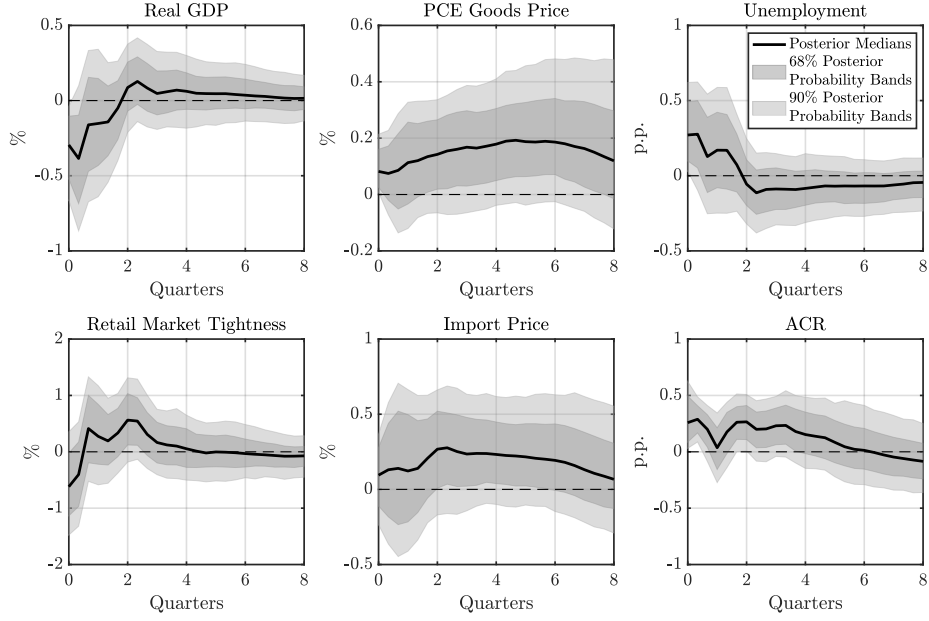 Real GDP
0.5
0
-0.5
-1
%
0 2 4 6 8
Quarters
PCE Goods Price
0.6
0.4
0.2
0
-0.2
%
0 2 4 6 8
Quarters
Unemployment
1
0.5
0
-0.5
p.p.
0 2 4 6 8
Quarters
Posterior Medians
68% Posterior
Probability Bands
90% Posterior
Probability Bands
Retail Market Tightness
2
1
0
-1
-2
%
0 2 4 6 8
Quarters
Import Price
1
0.5
0
-0.5
%
0 2 4 6 8
Quarters
ACR
1
0.5
0
-0.5
-1
p.p.
0 2 4 6 8
Quarters